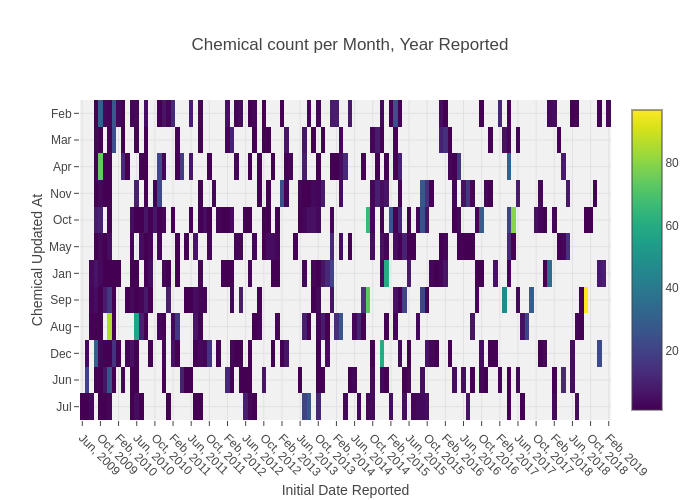 Chemical count per Month, Year Reported
Chemical Updated At
Feb
Mar
Apr
Nov
Oct
May
Jan
Sep
Aug
Dec
Jun
Jul
80
60
40
20
Jun, 2009
Oct, 2009
Feb, 2010
Jun, 2010
Oct, 2010
Feb, 2011
Jun, 2011
Oct, 2011
Feb, 2012
Jun, 2012
Oct, 2012
Feb, 2013
Jun, 2013
Oct, 2013
Feb, 2014
Jun, 2014
Oct, 2014
Feb, 2015
Jun, 2015
Oct, 2015
Feb, 2016
Jun, 2016
Oct, 2016
Feb, 2017
Jun, 2017
Oct, 2017
Feb, 2018
Jun, 2018
Oct, 2018
Feb, 2019
Initial Date Reported